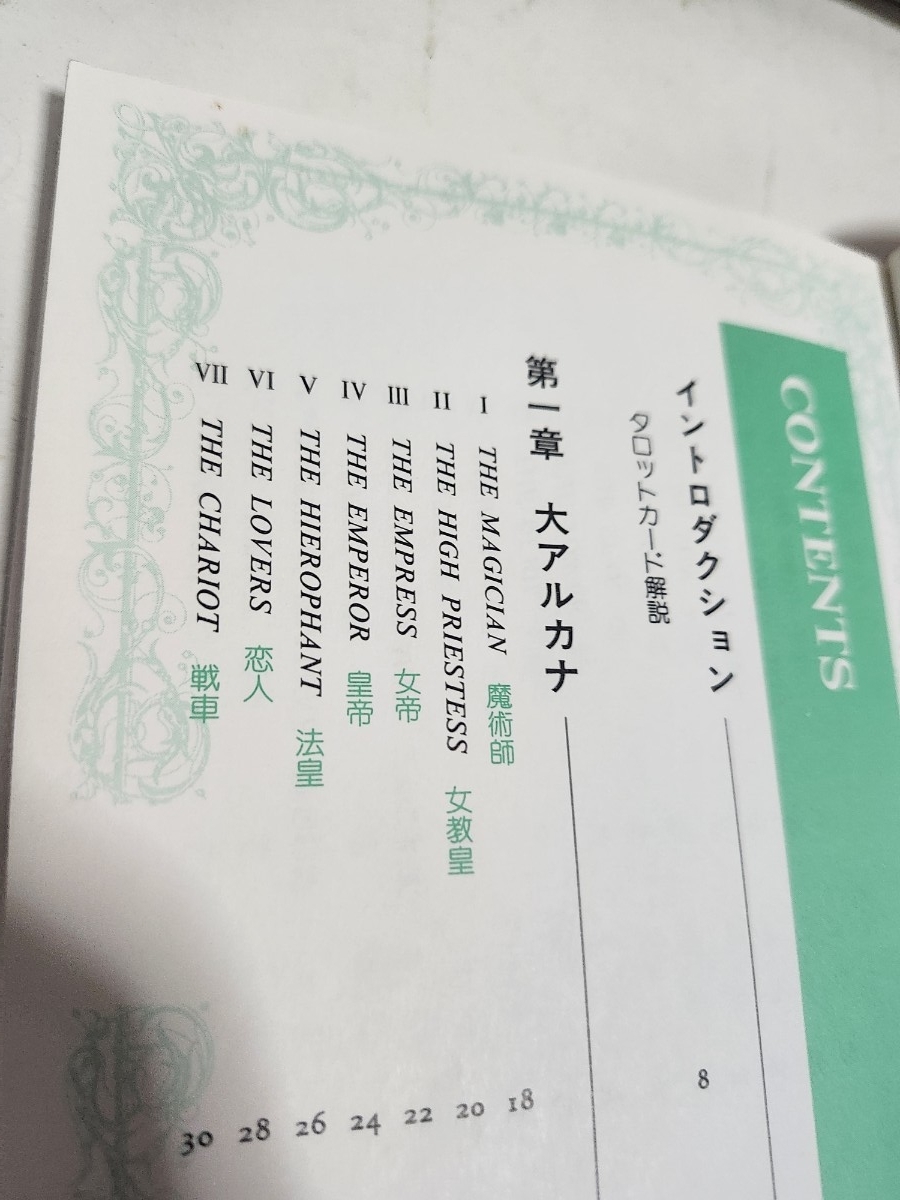 CONTENTS
イントロダクション
タロットカード解説 8
第一章 大アルカナ
I THE MAGICIAN 魔術師 18
II THE HIGH PRIESTESS 女教皇 20
III THE EMPRESS 女帝 22
IV THE EMPEROR 皇帝 24
V THE HIEROPHANT 法皇 26
VI THE LOVERS 恋人 28
VII THE CHARIOT 戦車 30